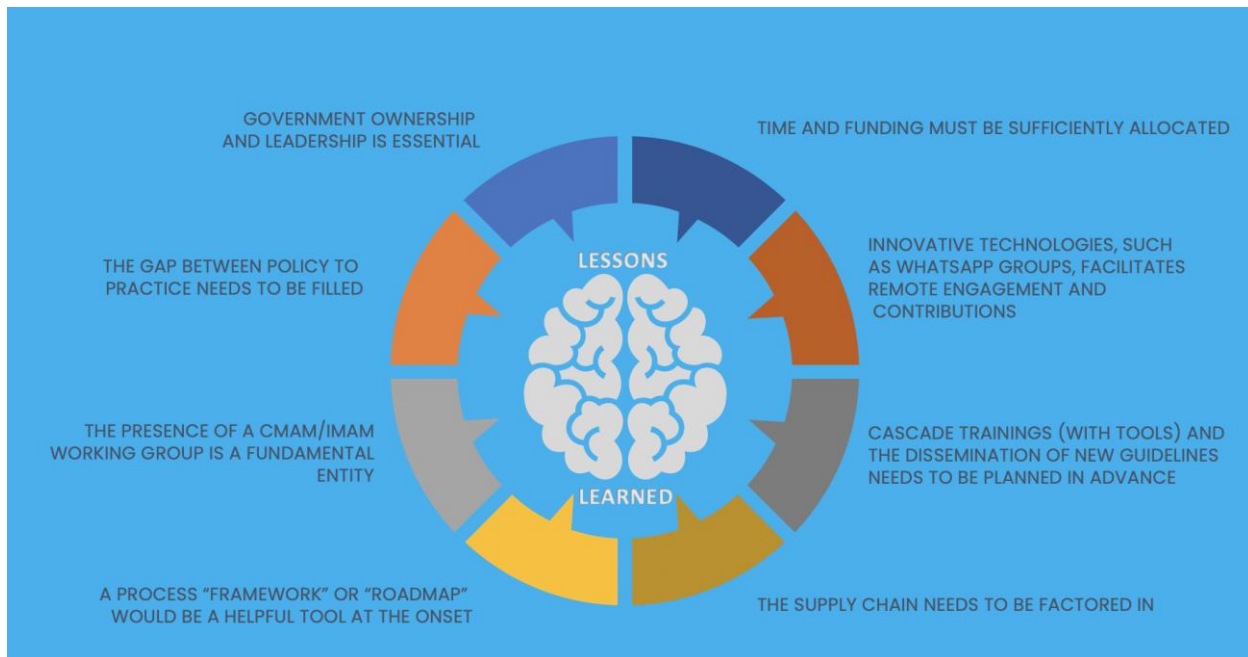 GOVERNMENT OWNERSHIP
AND LEADERSHIP IS ESSENTIAL
TIME AND FUNDING MUST BE SUFFICIENTLY ALLOCATED
THE GAP BETWEEN POLICY TO
PRACTICE NEEDS TO BE FILLED
INNOVATIVE TECHNOLOGIES, SUCH
AS WHATSAPP GROUPS, FACILITATES
REMOTE ENGAGEMENT AND
CONTRIBUTIONS
LESSONS
LEARNED
THE PRESENCE OF A CMAM/IMAM
WORKING GROUP IS A FUNDAMENTAL
ENTITY
CASCADE TRAININGS (WITH TOOLS) AND
THE DISSEMINATION OF NEW GUIDELINES
NEEDS TO BE PLANNED IN ADVANCE
A PROCESS “FRAMEWORK” OR “ROADMAP”
WOULD BE A HELPFUL TOOL AT THE ONSET
THE SUPPLY CHAIN NEEDS TO BE FACTORED IN